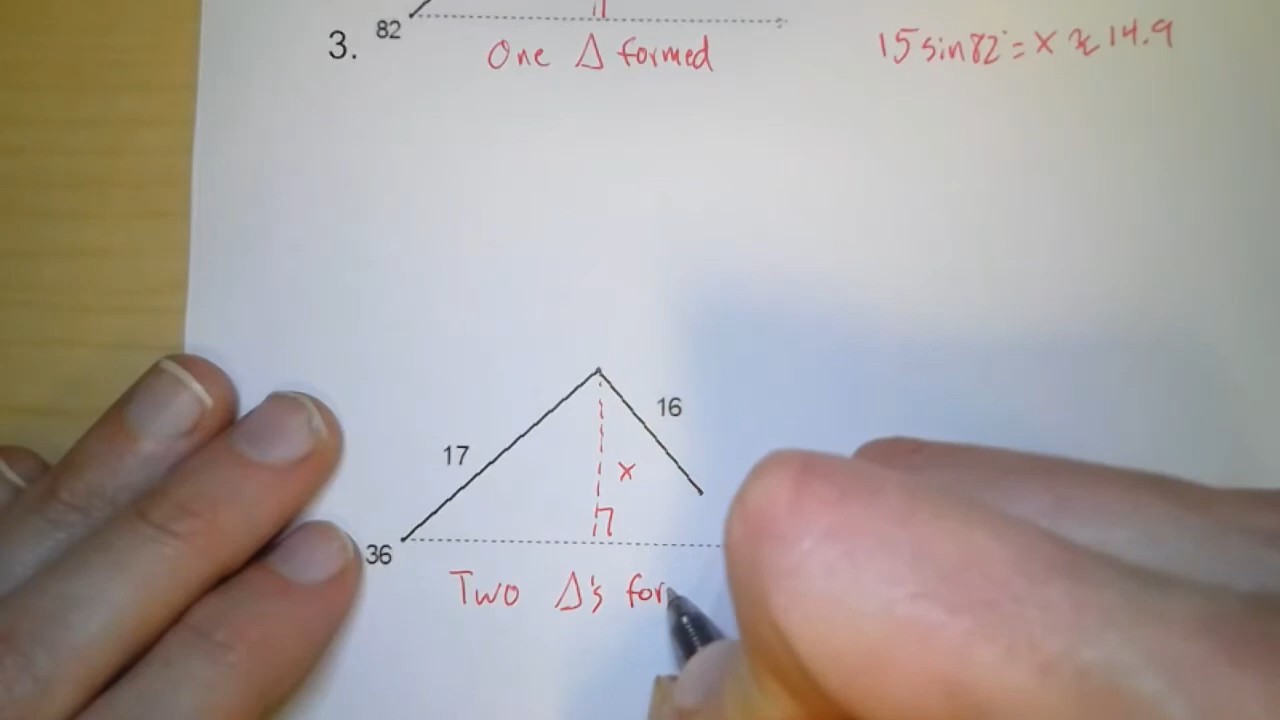 82
3.
One Δ formed
15 sin 82° = x ≈ 14.9
16
17
x
36
Two Δ's for